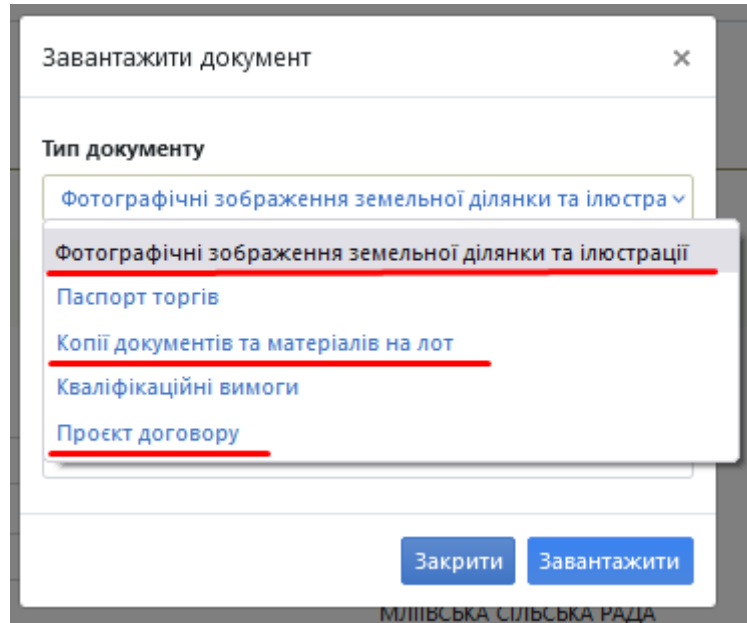 Завантажити документ ×
Тип документу
Фотографічні зображення земельної ділянки та ілюстра
Фотографічні зображення земельної ділянки та ілюстрації
Паспорт торгів
Копії документів та матеріалів на лот
Кваліфікаційні вимоги
Проєкт договору
Закрити Завантажити
МЛІЇВСЬКА СІЛЬСЬКА РАДА